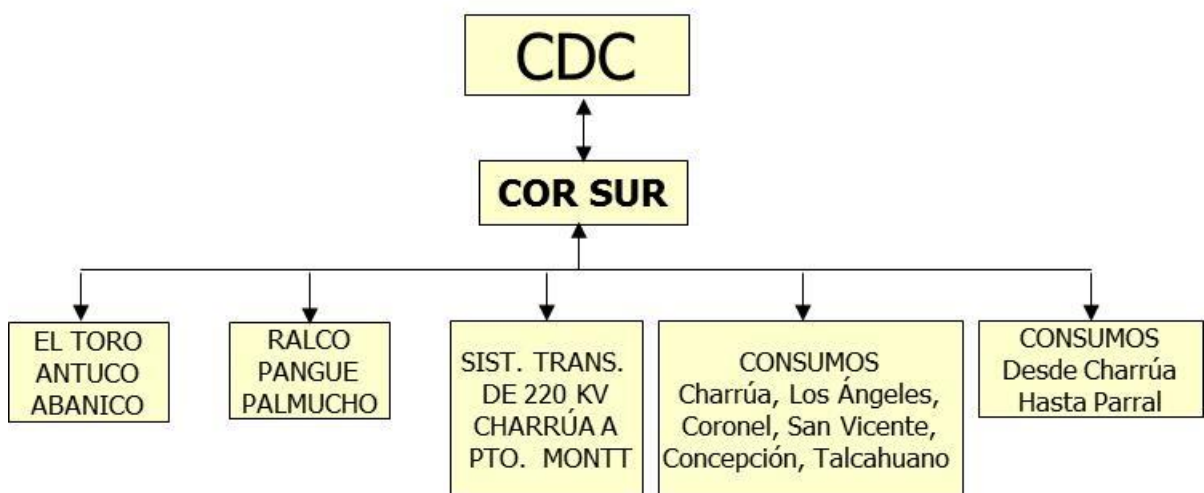 CDC
COR SUR
EL TORO
ANTUCO
ABANICO
RALCO
PANGUE
PALMUCHO
SIST. TRANS.
DE 220 KV
CHARRÚA A
PTO. MONTT
CONSUMOS
Charrúa, Los Ángeles,
Coronel, San Vicente,
Concepción, Talcahuano
CONSUMOS
Desde Charrúa
Hasta Parral